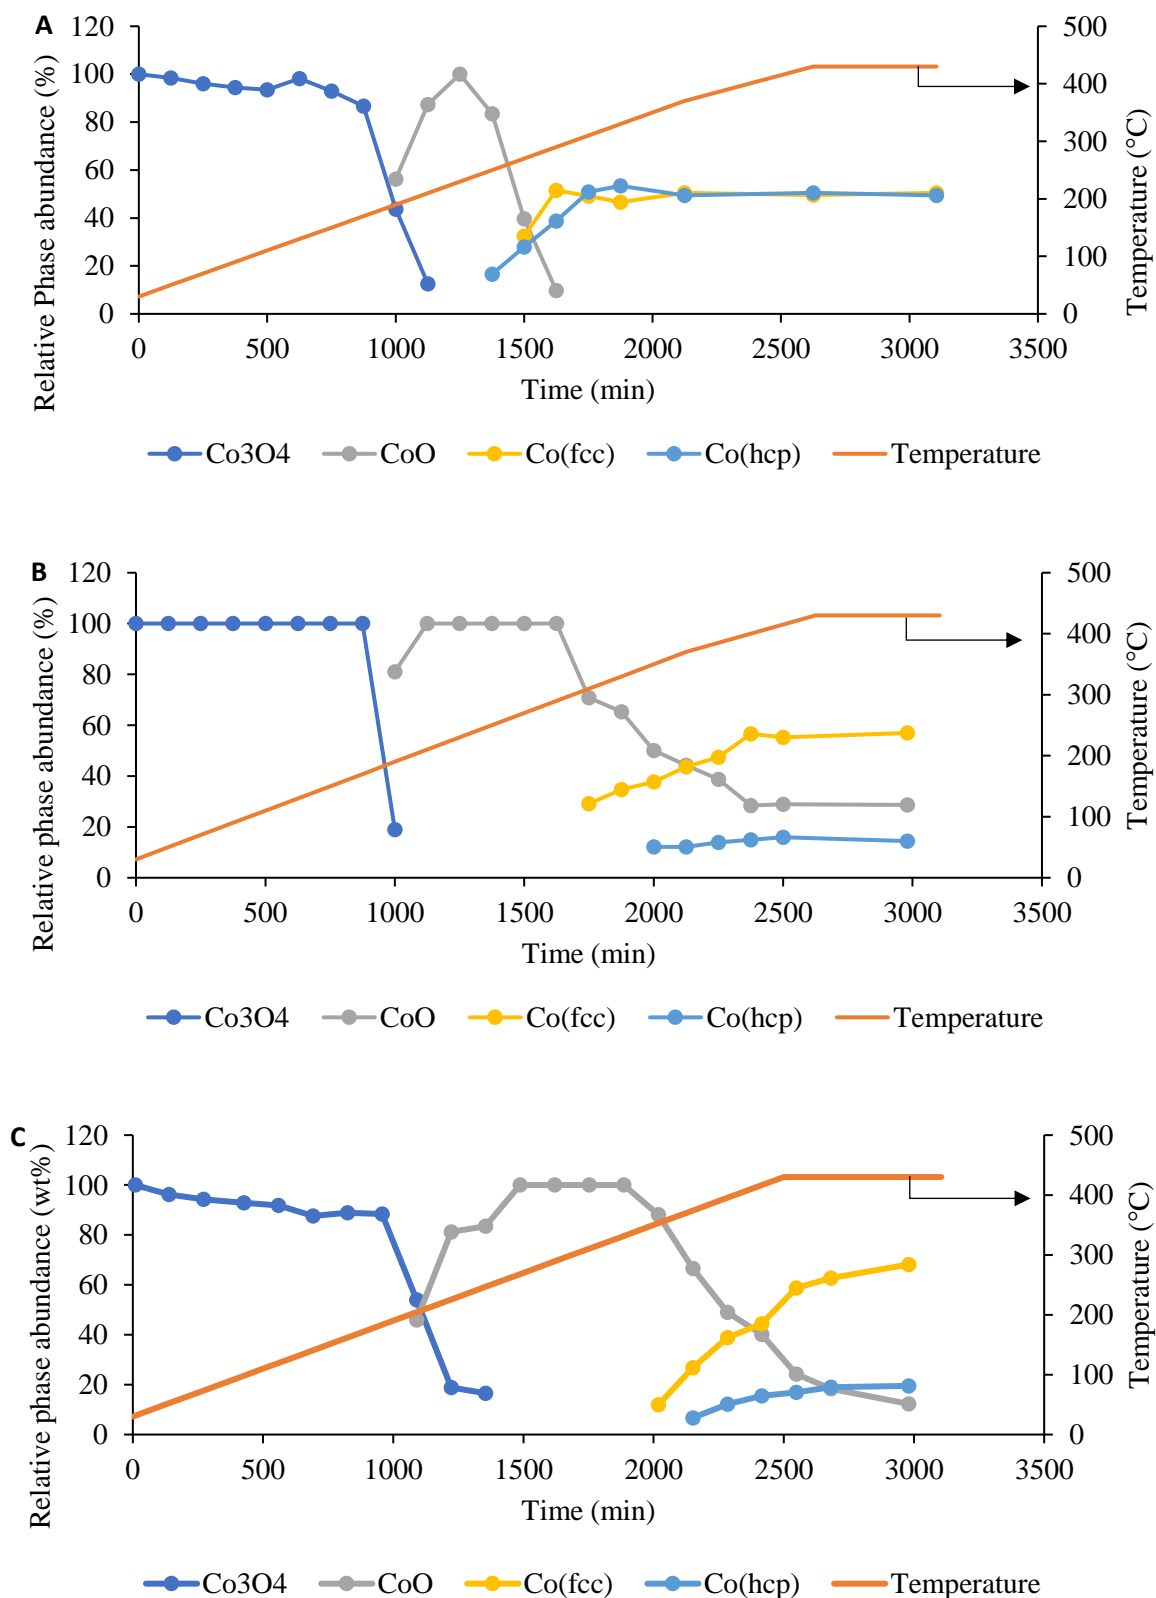 A
Relative Phase abundance (%)
120
100
80
60
40
20
0
500
400
300
200
100
0
Temperature (°C)
0 500 1000 1500 2000 2500 3000 3500
Time (min)
Co3O4 CoO Co(fcc) Co(hcp) Temperature
B
Relative phase abundance (%)
120
100
80
60
40
20
0
500
400
300
200
100
0
Temperature (°C)
0 500 1000 1500 2000 2500 3000 3500
Time (min)
Co3O4 CoO Co(fcc) Co(hcp) Temperature
C
Relative phase abundance (wt%)
120
100
80
60
40
20
0
500
400
300
200
100
0
Temperature (°C)
0 500 1000 1500 2000 2500 3000 3500
Time (min)
Co3O4 CoO Co(fcc) Co(hcp) Temperature